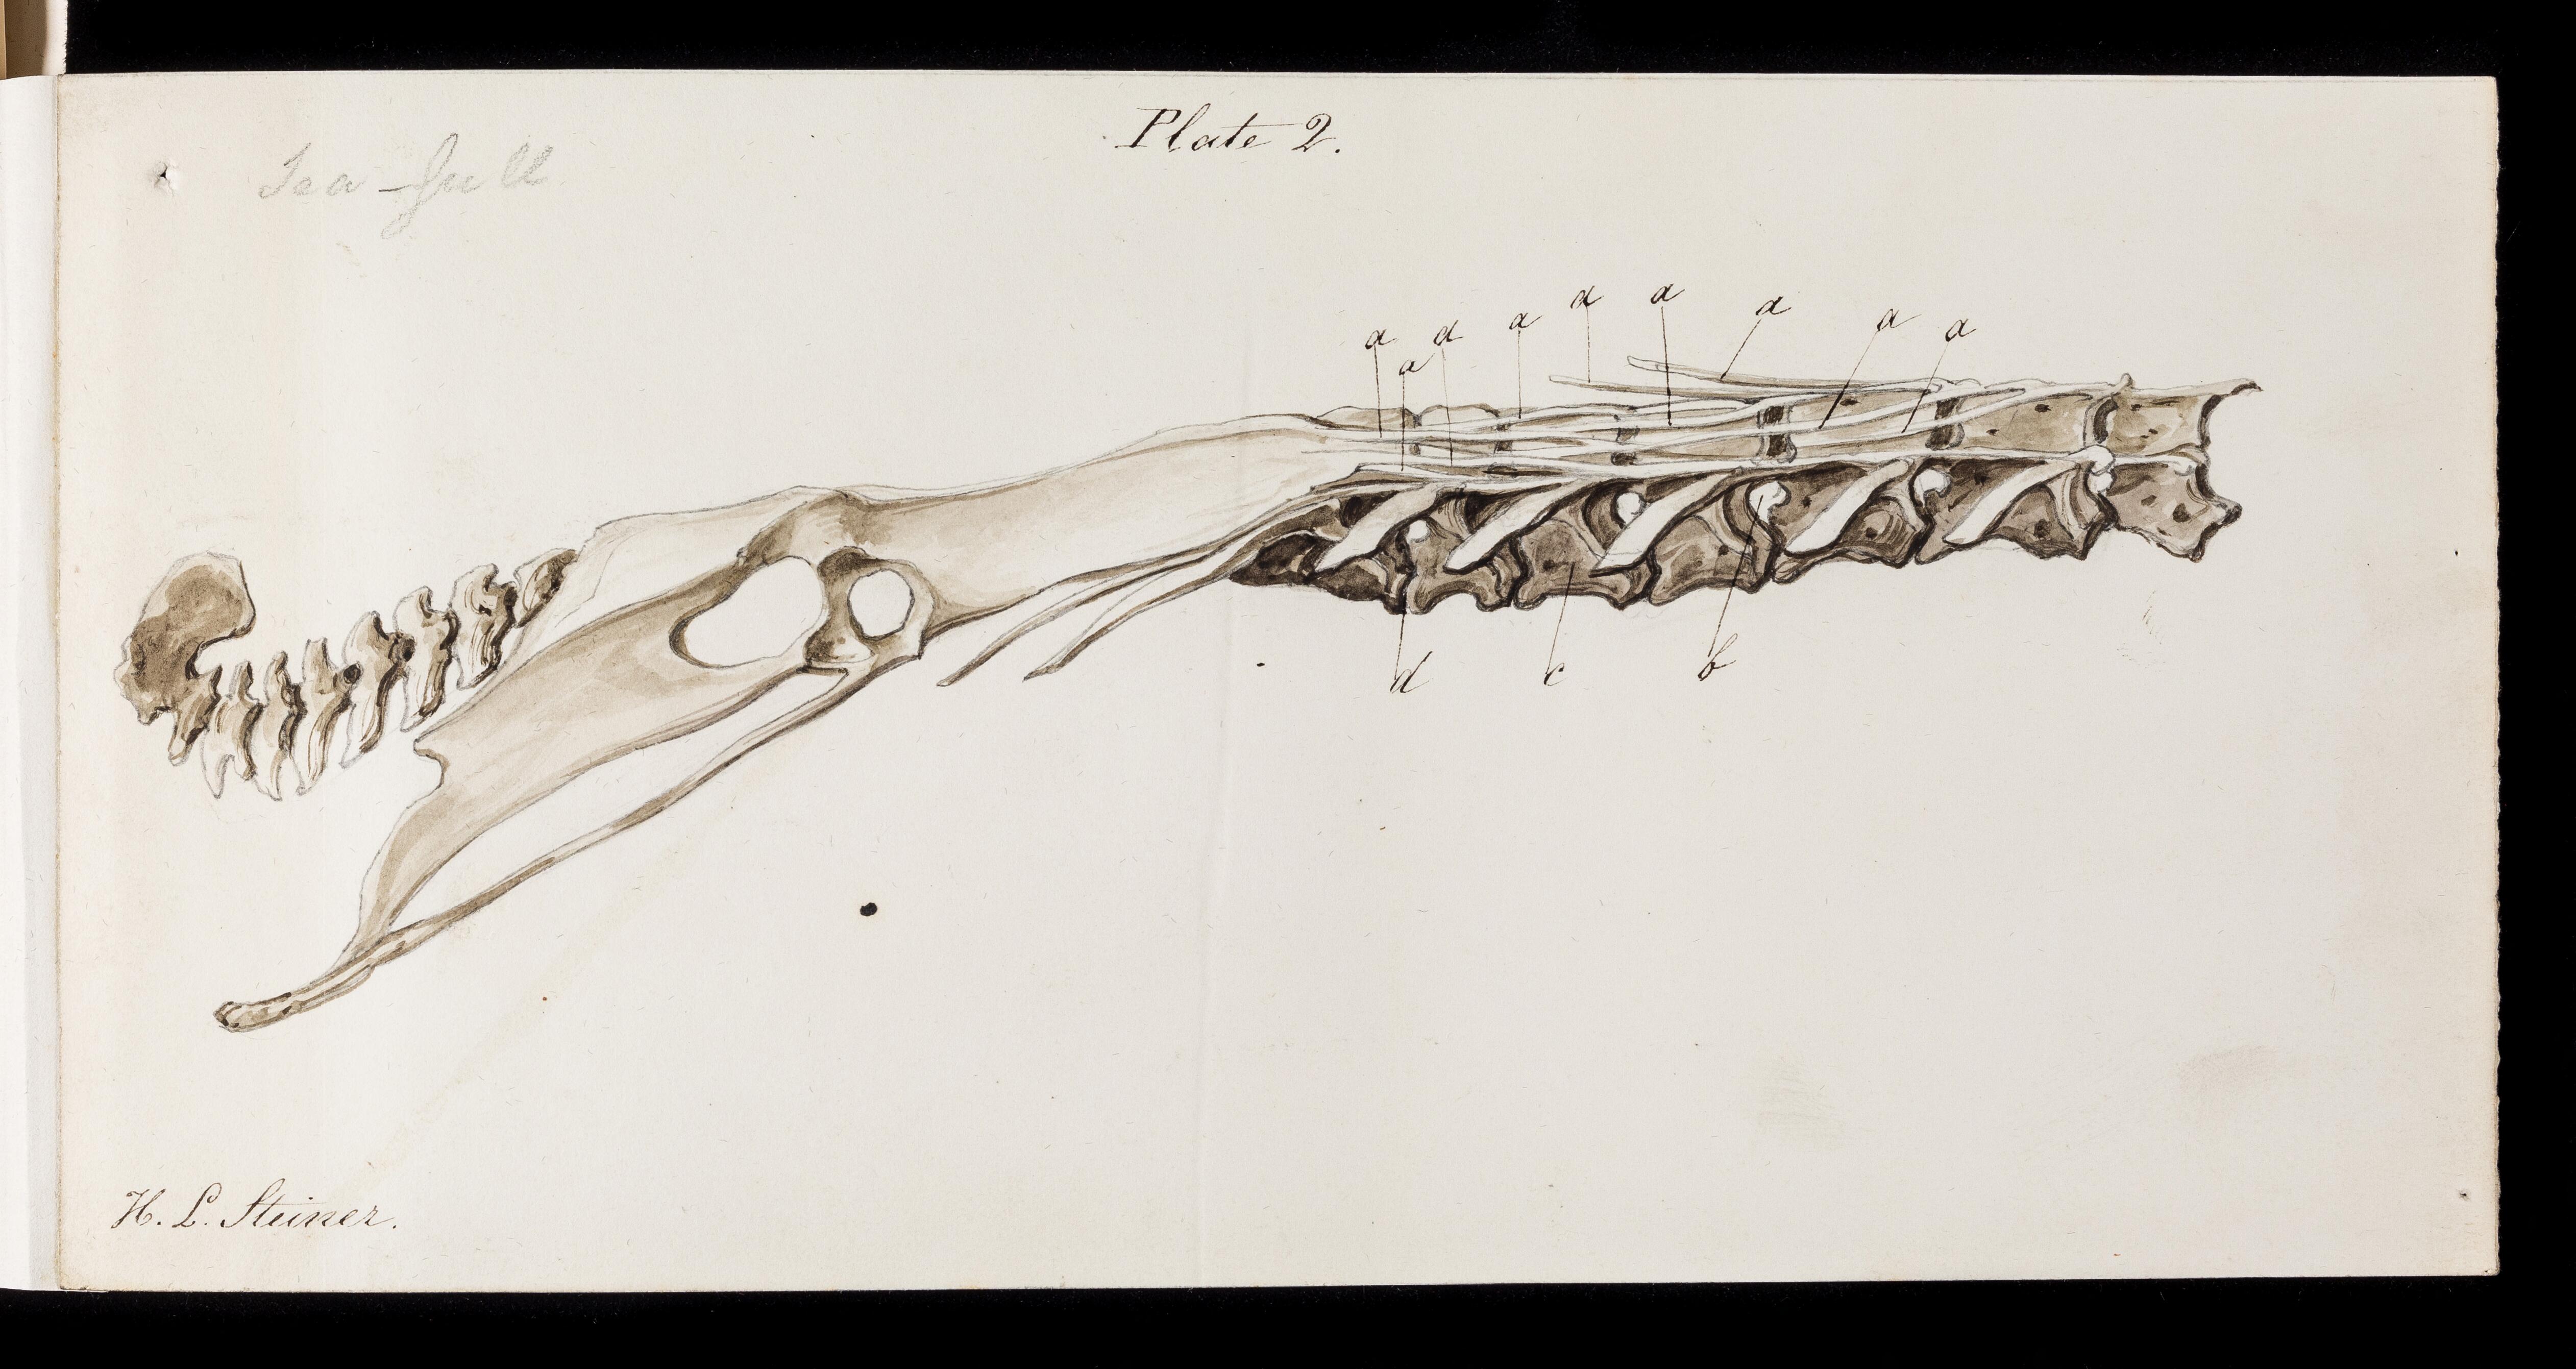 Plate 2.
Sea-Gull
a a a a a a a a
a
d c b
H. L. Steiner.